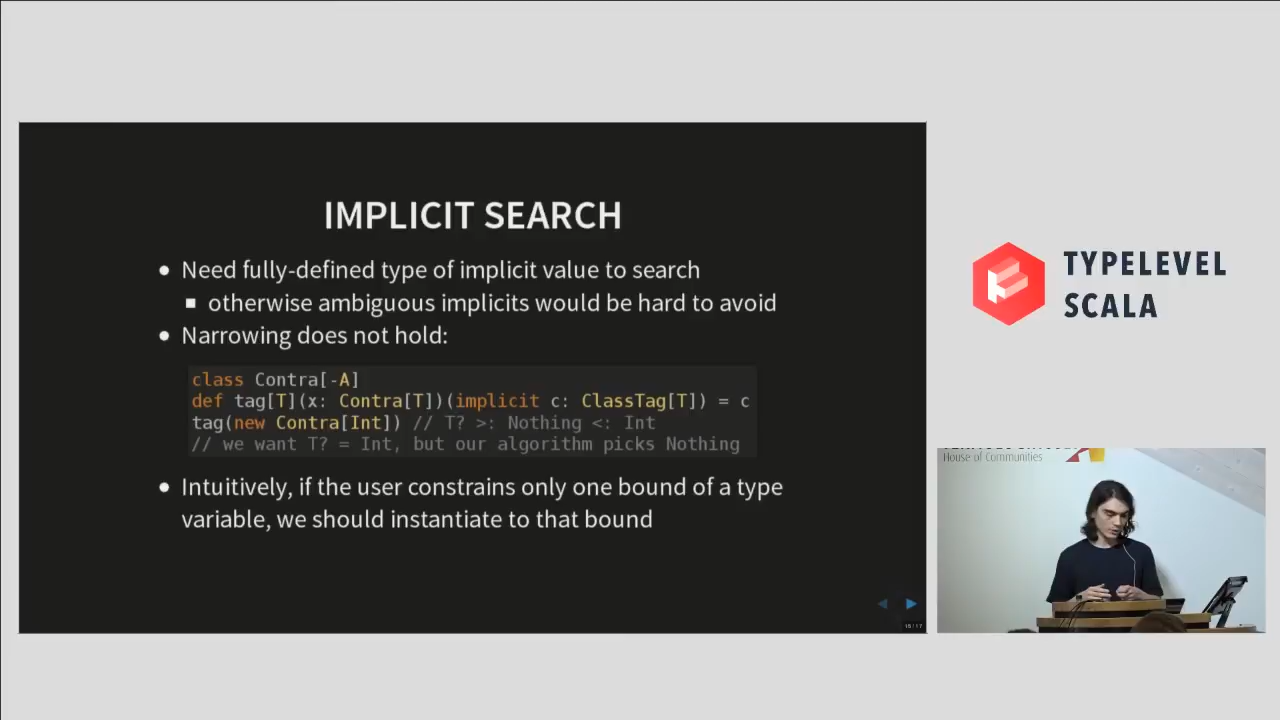 IMPLICIT SEARCH
Need fully-defined type of implicit value to search
otherwise ambiguous implicits would be hard to avoid
Narrowing does not hold:
class Contra[-A]
def tag[T](x: Contra[T])(implicit c: ClassTag[T]) = c
tag(new Contra[Int]) // T? >: Nothing <: Int
// we want T? = Int, but our algorithm picks Nothing
Intuitively, if the user constrains only one bound of a type
variable, we should instantiate to that bound
TYPELEVEL
SCALA
House of Communities